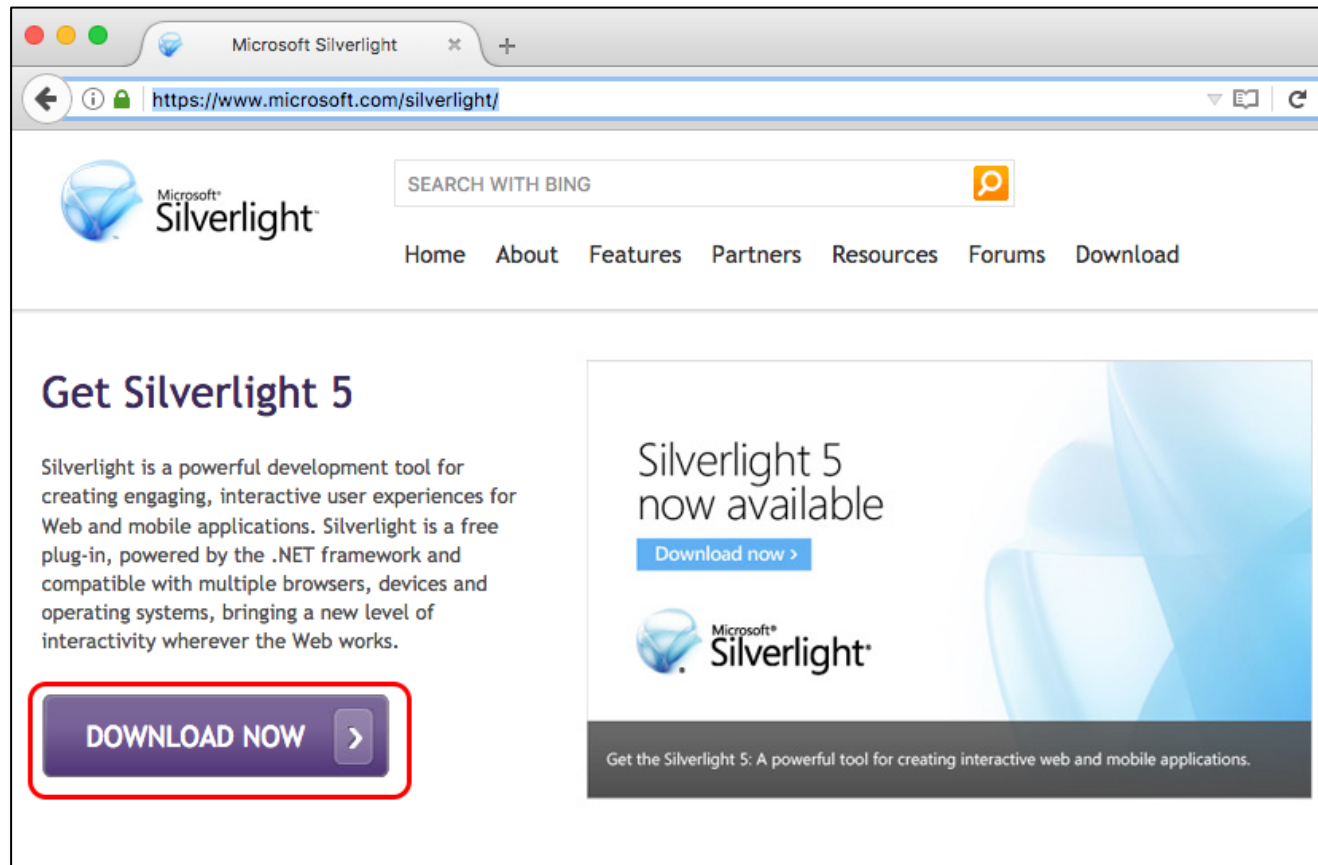 Microsoft Silverlight
https://www.microsoft.com/silverlight/
Microsoft®
Silverlight™
SEARCH WITH BING
Home About Features Partners Resources Forums Download
Get Silverlight 5
Silverlight is a powerful development tool for
creating engaging, interactive user experiences for
Web and mobile applications. Silverlight is a free
plug-in, powered by the .NET framework and
compatible with multiple browsers, devices and
operating systems, bringing a new level of
interactivity wherever the Web works.
DOWNLOAD NOW
Silverlight 5
now available
Download now >
Microsoft®
Silverlight®
Get the Silverlight 5: A powerful tool for creating interactive web and mobile applications.